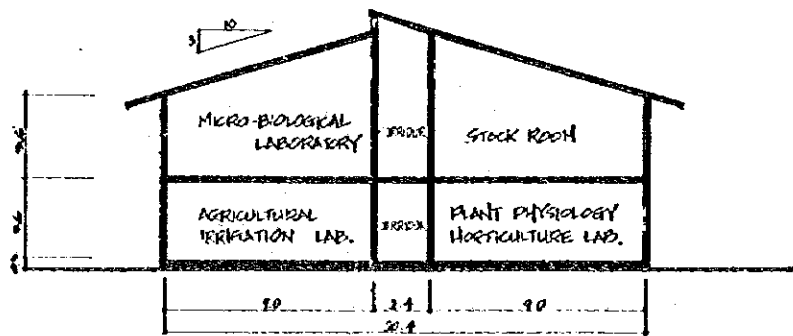 10
3
MICRO-BIOLOGICAL
LABORATORY
STOCK ROOM
AGRICULTURAL
IRRIGATION LAB.
PLANT PHYSIOLOGY
HORTICULTURE LAB.
9.0
2.4
9.0
20.4